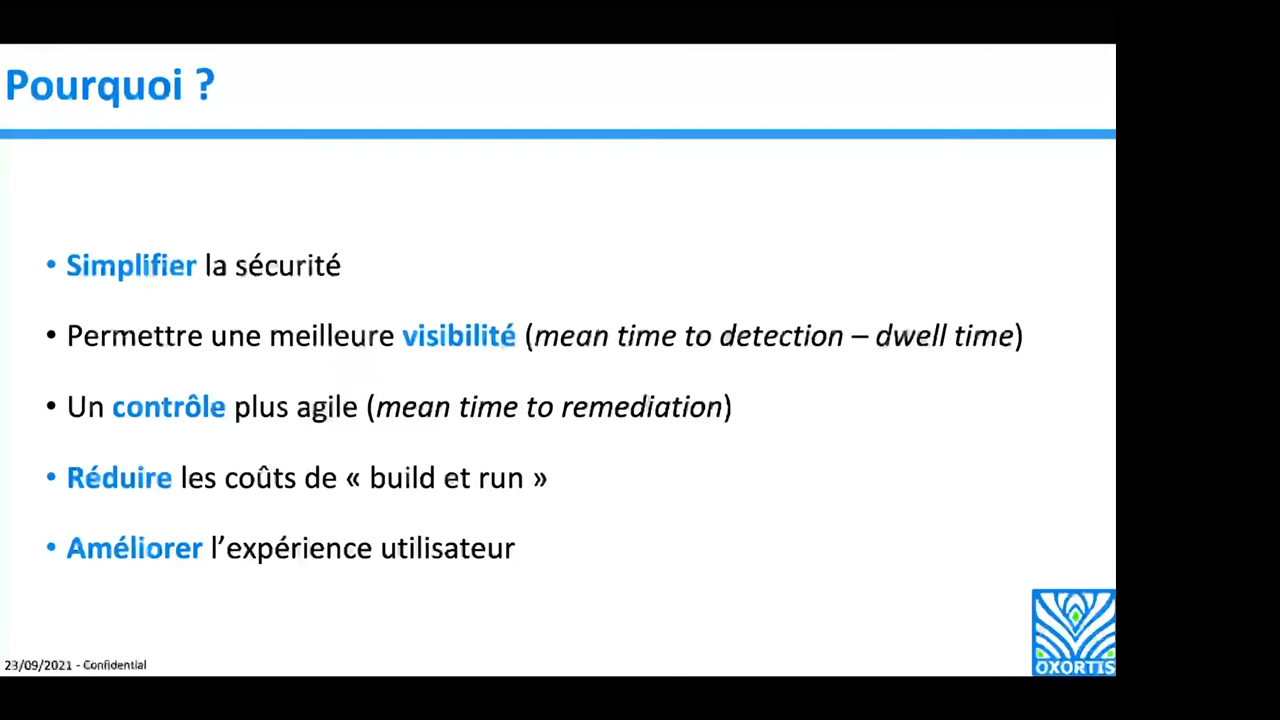 Pourquoi ?
• Simplifier la sécurité
• Permettre une meilleure visibilité (mean time to detection – dwell time)
• Un contrôle plus agile (mean time to remediation)
• Réduire les coûts de « build et run »
• Améliorer l’expérience utilisateur
23/09/2021 - Confidential
OXORTIS